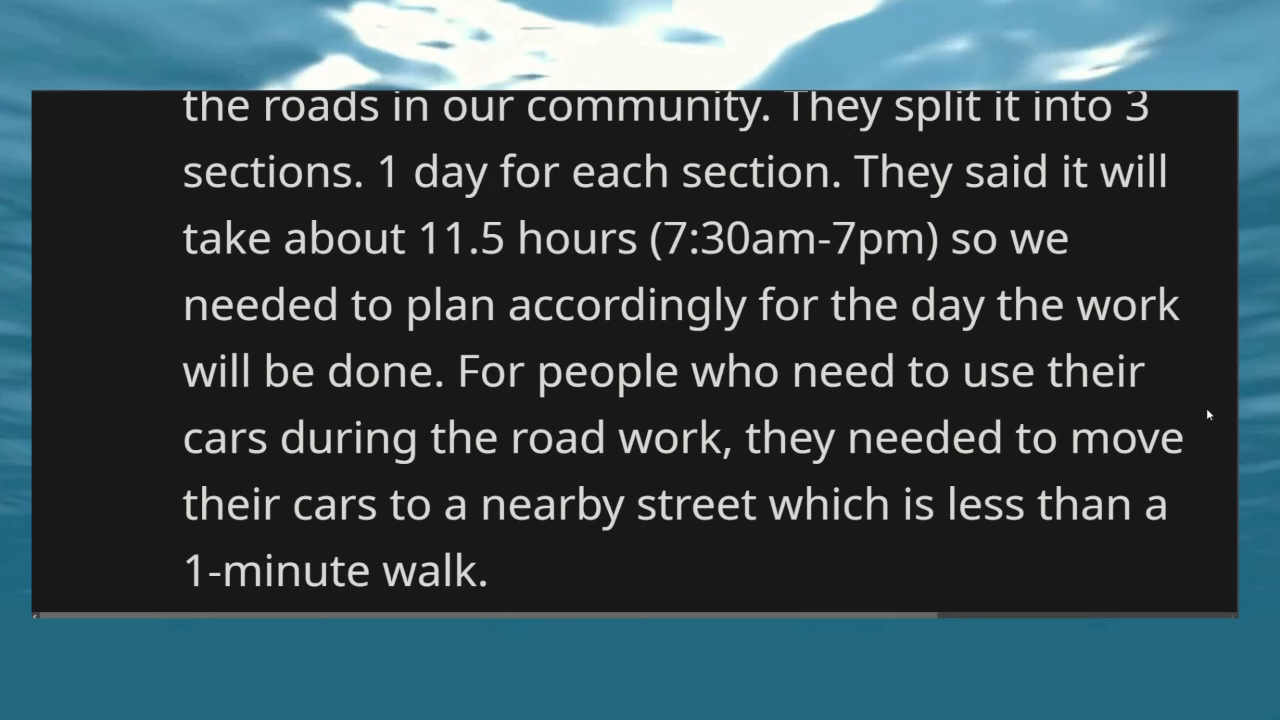 the roads in our community. They split it into 3
sections. 1 day for each section. They said it will
take about 11.5 hours (7:30am-7pm) so we
needed to plan accordingly for the day the work
will be done. For people who need to use their
cars during the road work, they needed to move
their cars to a nearby street which is less than a
1-minute walk.